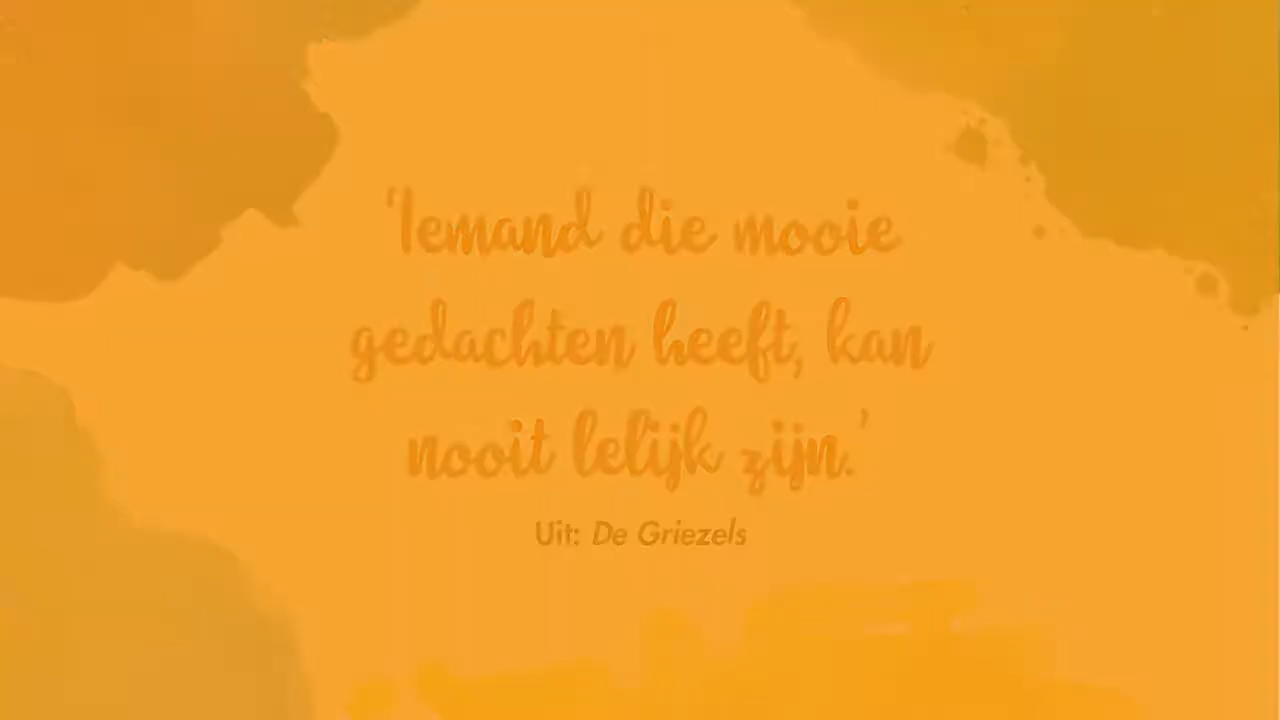 ‘Iemand die mooie
gedachten heeft, kan
nooit lelijk zijn.’
Uit: De Griezels